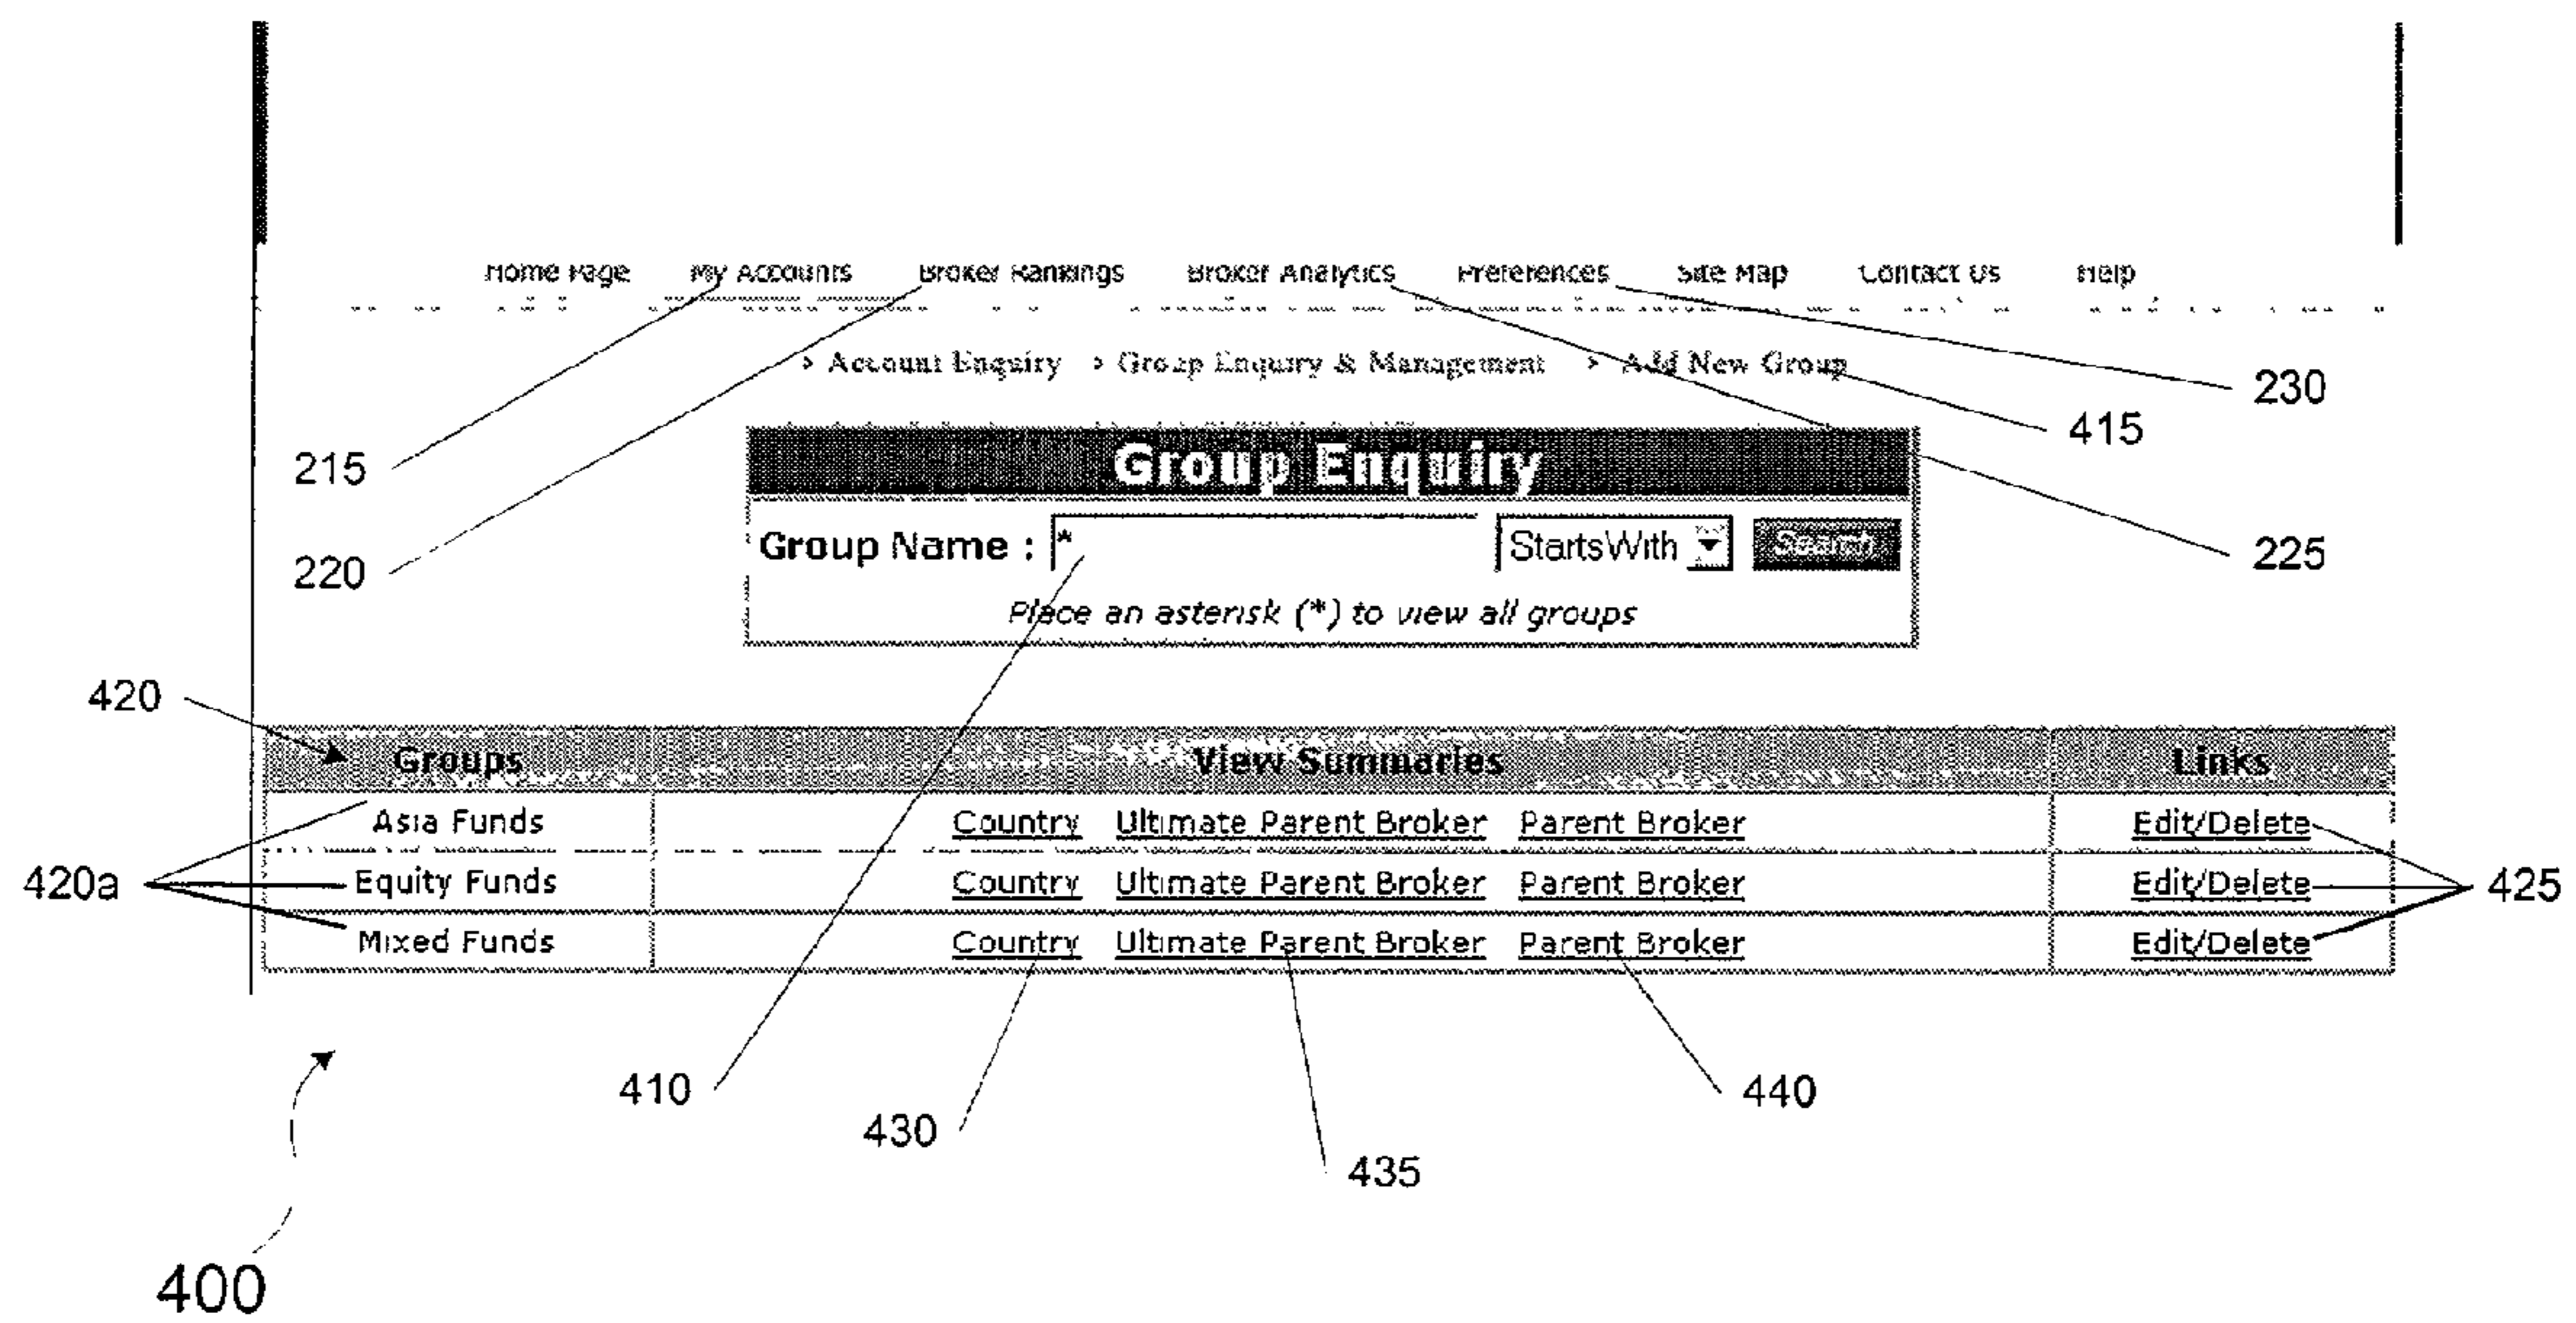 Home Page My Accounts Broker Rankings Broker Analytics Preferences Site Map Contact Us Help
> Account Enquiry > Group Enquiry & Management > Add New Group
230
415
215
Group Enquiry
Group Name : * StartsWith Search
220
225
Place an asterisk (*) to view all groups
420
Groups View Summaries Links
Asia Funds Country Ultimate Parent Broker Parent Broker Edit/Delete
420a Equity Funds Country Ultimate Parent Broker Parent Broker Edit/Delete 425
Mixed Funds Country Ultimate Parent Broker Parent Broker Edit/Delete
410
440
430
435
400